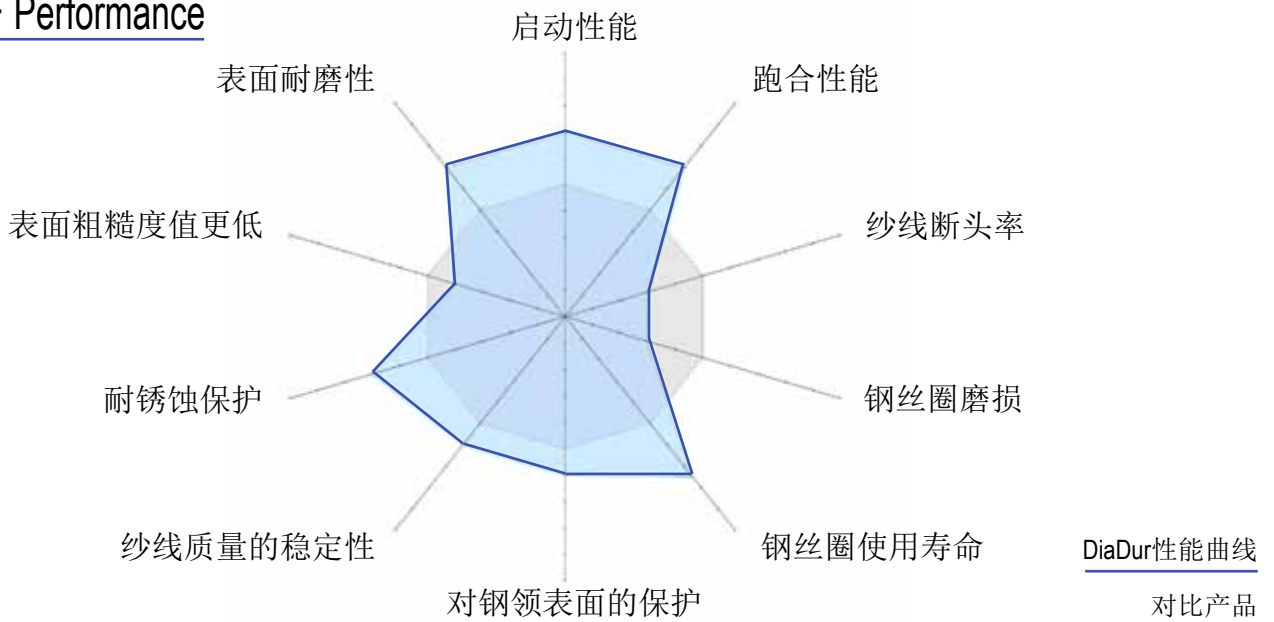 Performance
启动性能
表面耐磨性
跑合性能
表面粗糙度值更低
纱线断头率
耐锈蚀保护
钢丝圈磨损
纱线质量的稳定性
钢丝圈使用寿命
对钢领表面的保护
DiaDur性能曲线
对比产品